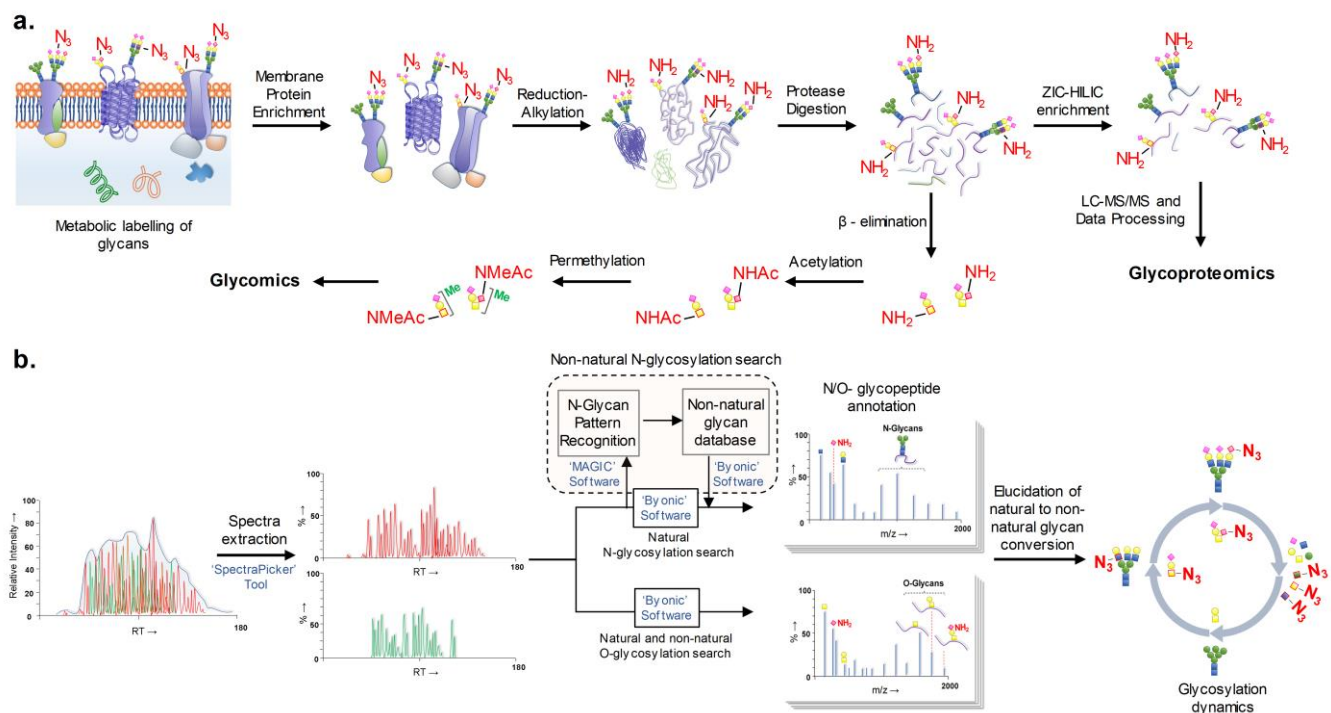 a.
N3
N3
N3
N3
N3
Metabolic labelling of
glycans
Membrane
Protein
Enrichment
N3
N3
N3
N3
N3
Reduction-
Alkylation
NH2
NH2
NH2
NH2
NH2
Protease
Digestion
NH2
NH2
NH2
NH2
ZIC-HILIC
enrichment
NH2
NH2
NH2
NH2
LC-MS/MS and
Data Processing
Glycoproteomics
β - elimination
NH2
NH2
Acetylation
NHAc
NHAc
Permethylation
NMeAc
Me
Me
NMeAc
Glycomics
b.
Relative Intensity →
100
80
60
40
20
0
RT →
180
Spectra
extraction
'SpectraPicker'
Tool
% →
100
50
0
RT →
180
% →
100
50
0
RT →
180
Non-natural N-glycosylation search
N-Glycan
Pattern
Recognition
Non-natural
glycan
database
'MAGIC'
Software
'Byonic'
Software
'Byonic'
Software
Natural
N-glycosylation search
'Byonic'
Software
Natural and non-natural
O-glycosylation search
N/O- glycopeptide
annotation
% →
100
50
0
NH2
N-Glycans
m/z →
2000
% →
100
50
0
NH2
O-Glycans
NH2
m/z →
2000
Elucidation of
natural to non-
natural glycan
conversion
N3
N3
N3
N3
N3
N3
N3
Glycosylation
dynamics